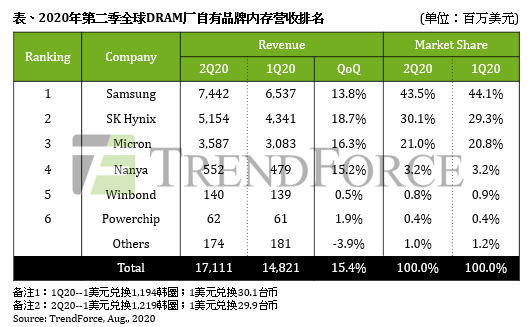 表、2020年第二季全球DRAM厂自有品牌内存营收排名 (单位：百万美元)
Ranking Company Revenue Market Share
2Q20 1Q20 QoQ 2Q20 1Q20
1 Samsung 7,442 6,537 13.8% 43.5% 44.1%
2 SK Hynix 5,154 4,341 18.7% 30.1% 29.3%
3 Micron 3,587 3,083 16.3% 21.0% 20.8%
4 Nanya 552 479 15.2% 3.2% 3.2%
5 Winbond 140 139 0.5% 0.8% 0.9%
6 Powerchip 62 61 1.9% 0.4% 0.4%
Others 174 181 -3.9% 1.0% 1.2%
Total 17,111 14,821 15.4% 100.0% 100.0%
TRENDFORCE
备注1：1Q20--1美元兑换1,194韩圜；1美元兑换30.1台币
备注2：2Q20--1美元兑换1,219韩圜；1美元兑换29.9台币
Source: TrendForce, Aug., 2020